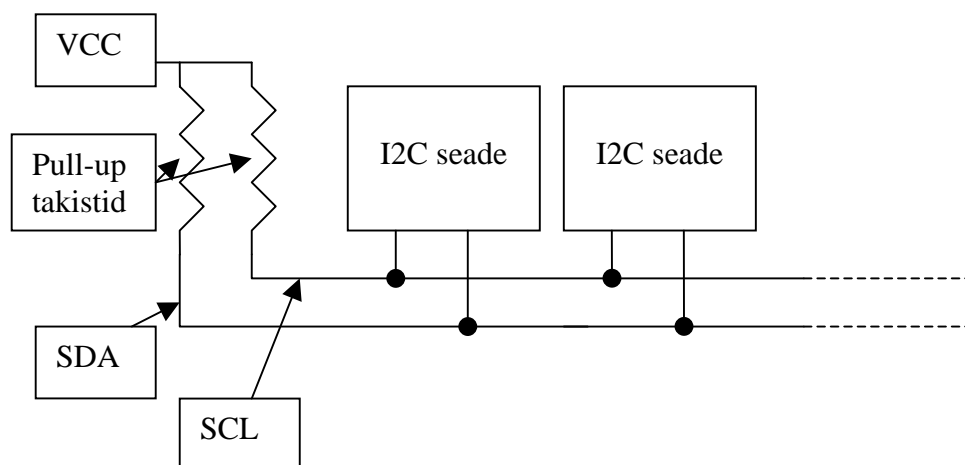 VCC
Pull-up
takistid
I2C seade
I2C seade
SDA
SCL